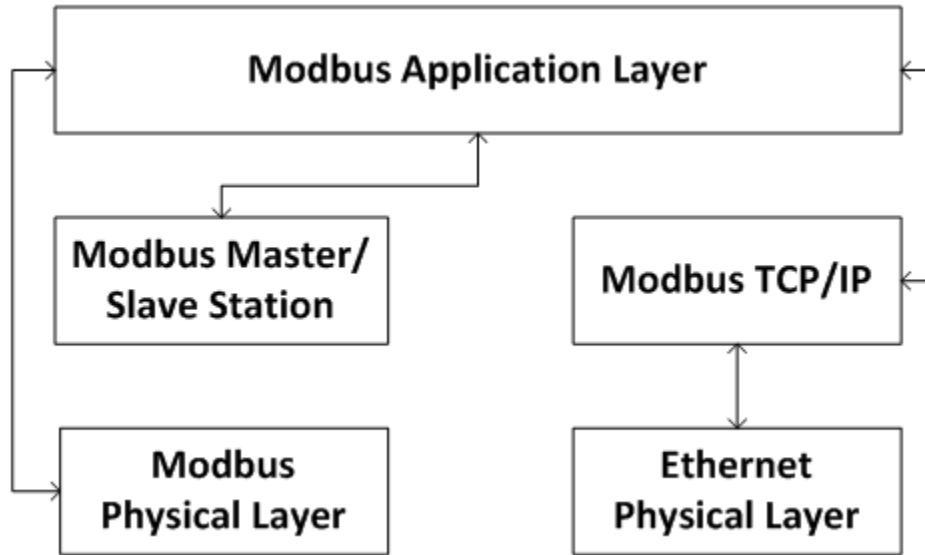 Modbus Application Layer
Modbus Master/
Slave Station
Modbus TCP/IP
Modbus
Physical Layer
Ethernet
Physical Layer